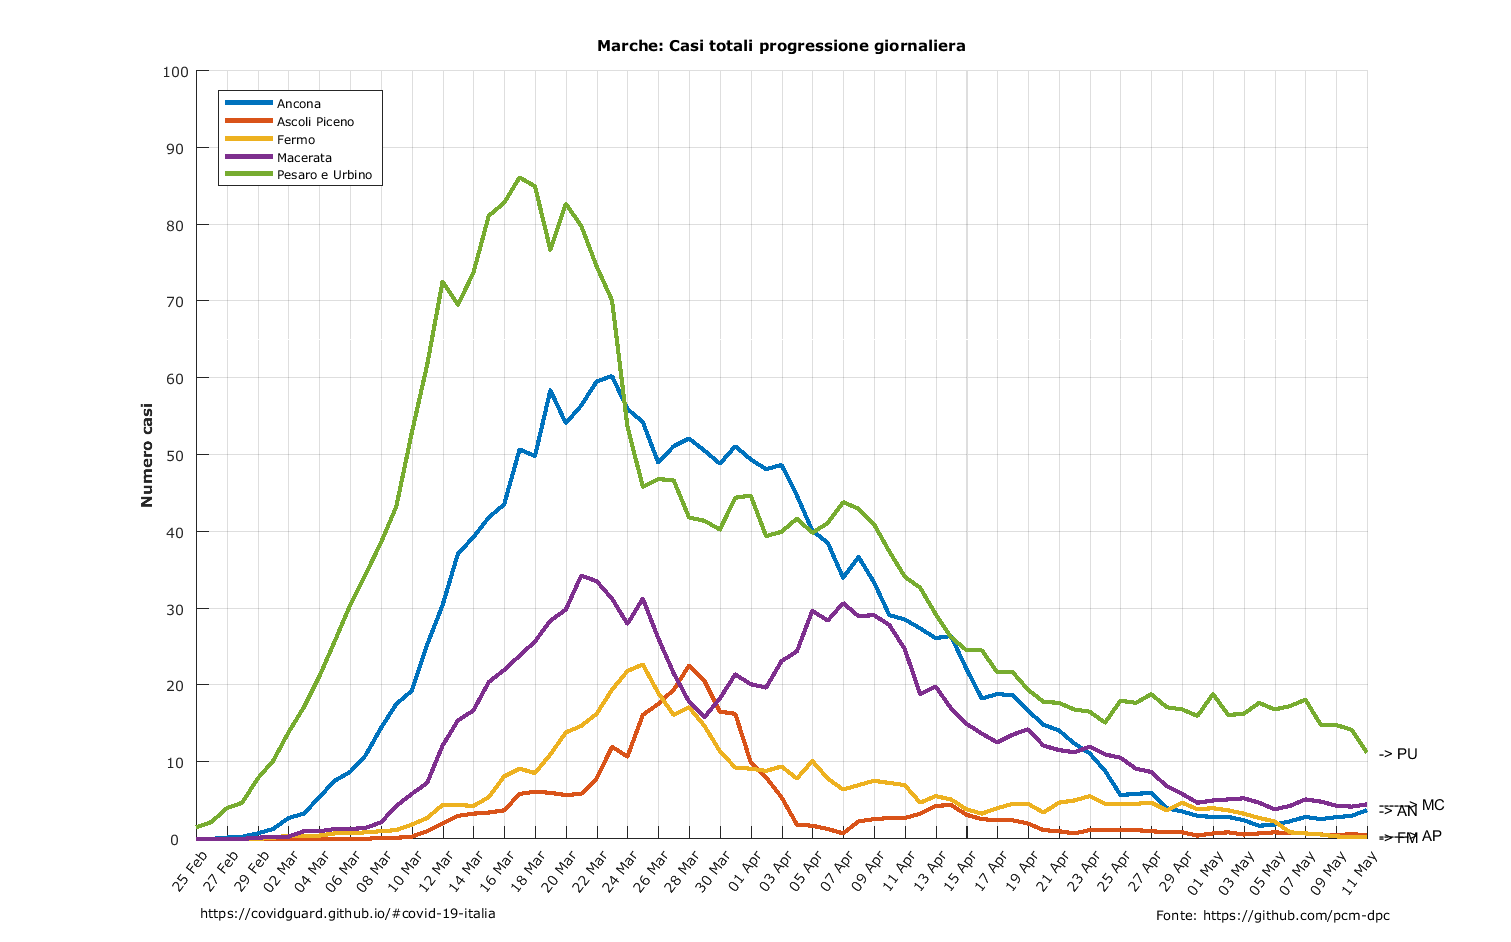 Marche: Casi totali progressione giornaliera
100
90
80
70
60
50
40
30
20
10
0
Numero casi
Ancona
Ascoli Piceno
Fermo
Macerata
Pesaro e Urbino
-> PU
-----> MC
-> AN
-----> AP
-> FM
25 Feb
27 Feb
29 Feb
02 Mar
04 Mar
06 Mar
08 Mar
10 Mar
12 Mar
14 Mar
16 Mar
18 Mar
20 Mar
22 Mar
24 Mar
26 Mar
28 Mar
30 Mar
01 Apr
03 Apr
05 Apr
07 Apr
09 Apr
11 Apr
13 Apr
15 Apr
17 Apr
19 Apr
21 Apr
23 Apr
25 Apr
27 Apr
29 Apr
01 May
03 May
05 May
07 May
09 May
11 May
https://covidguard.github.io/#covid-19-italia
Fonte: https://github.com/pcm-dpc